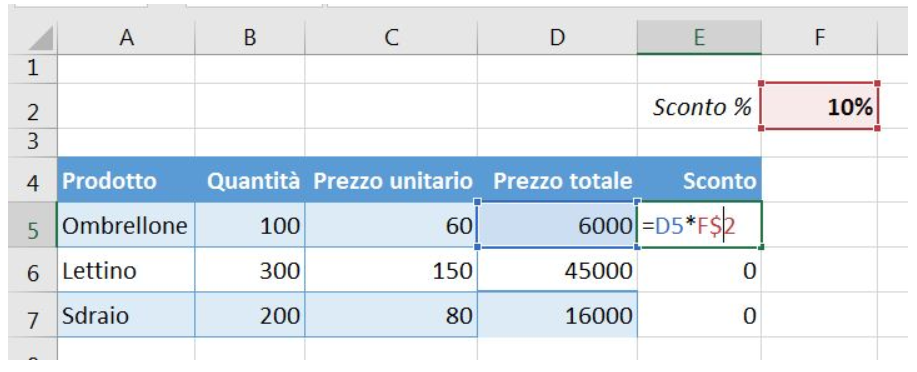 A B C D E F
1
2 Sconto % 10%
3
4 Prodotto Quantità Prezzo unitario Prezzo totale Sconto
5 Ombrellone 100 60 6000 =D5*F$2
6 Lettino 300 150 45000 0
7 Sdraio 200 80 16000 0